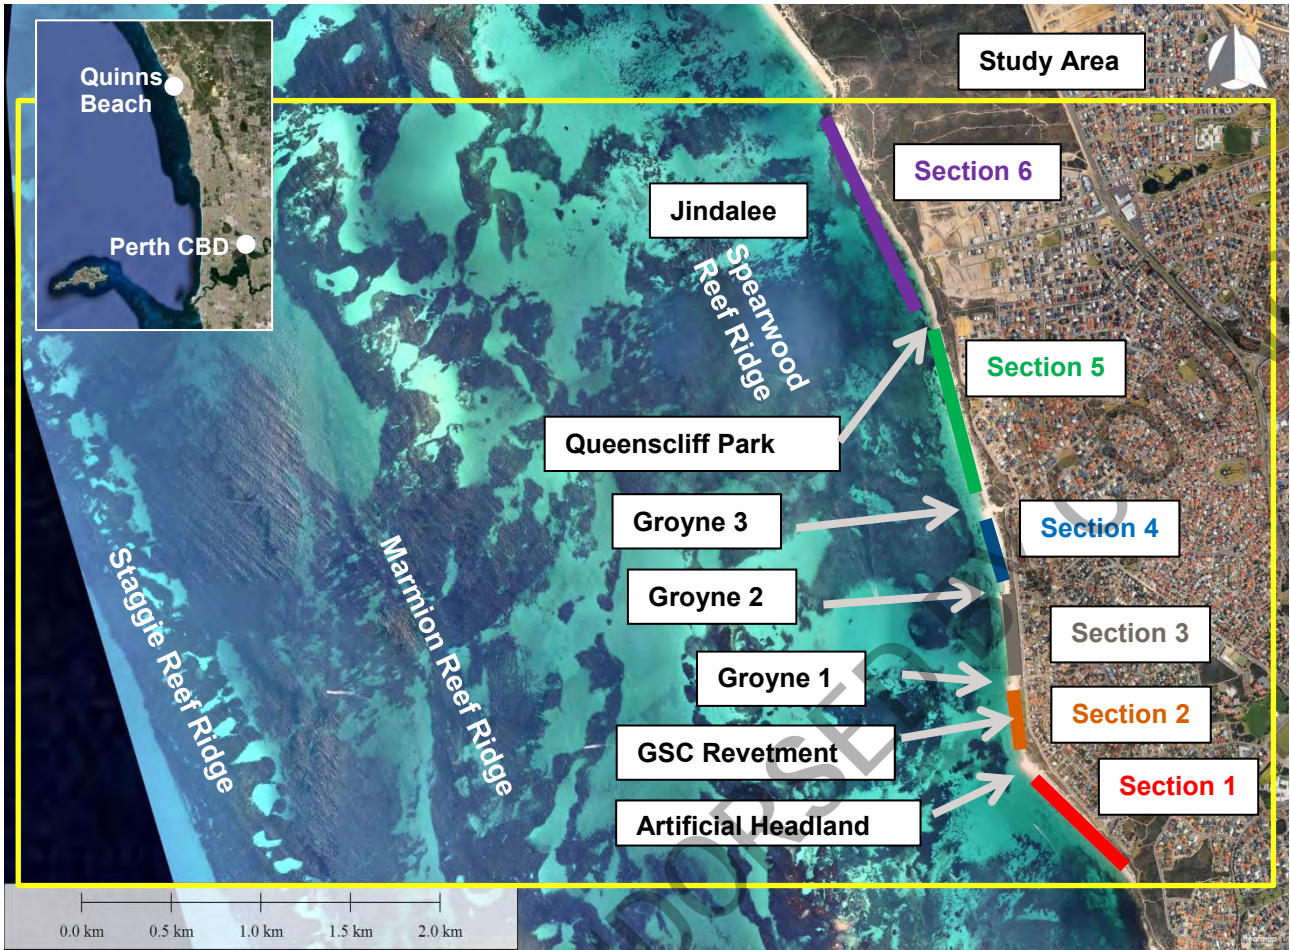 Study Area
Quinns
Beach
Perth CBD
Section 6
Jindalee
Spearwood
Reef Ridge
Section 5
Queenscliff Park
Groyne 3
Section 4
Groyne 2
Section 3
Groyne 1
Section 2
GSC Revetment
Section 1
Artificial Headland
Staggie Reef Ridge
Marmion Reef Ridge
0.0 km 0.5 km 1.0 km 1.5 km 2.0 km
nearmap